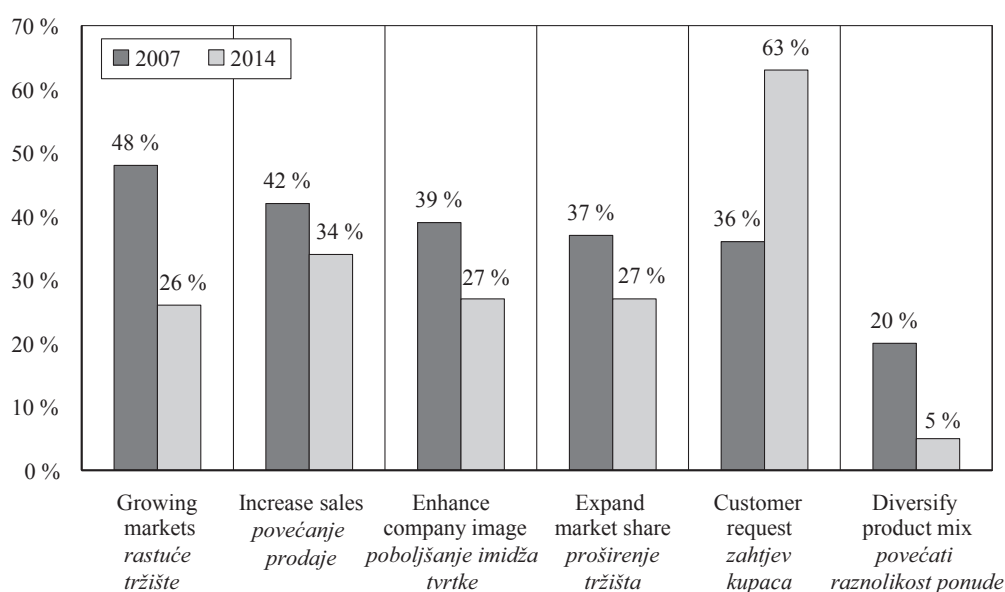 70 %
2007 2014
63 %
60 %
50 %
48 %
42 %
39 %
37 %
40 %
36 %
34 %
30 %
26 %
27 %
27 %
20 %
20 %
10 %
5 %
0 %
Growing
markets
rastuće
tržište
Increase sales
povećanje
prodaje
Enhance
company image
poboljšanje imidža
tvrtke
Expand
market share
proširenje
tržišta
Customer
request
zahtjev
kupaca
Diversify
product mix
povećati
raznolikost ponude